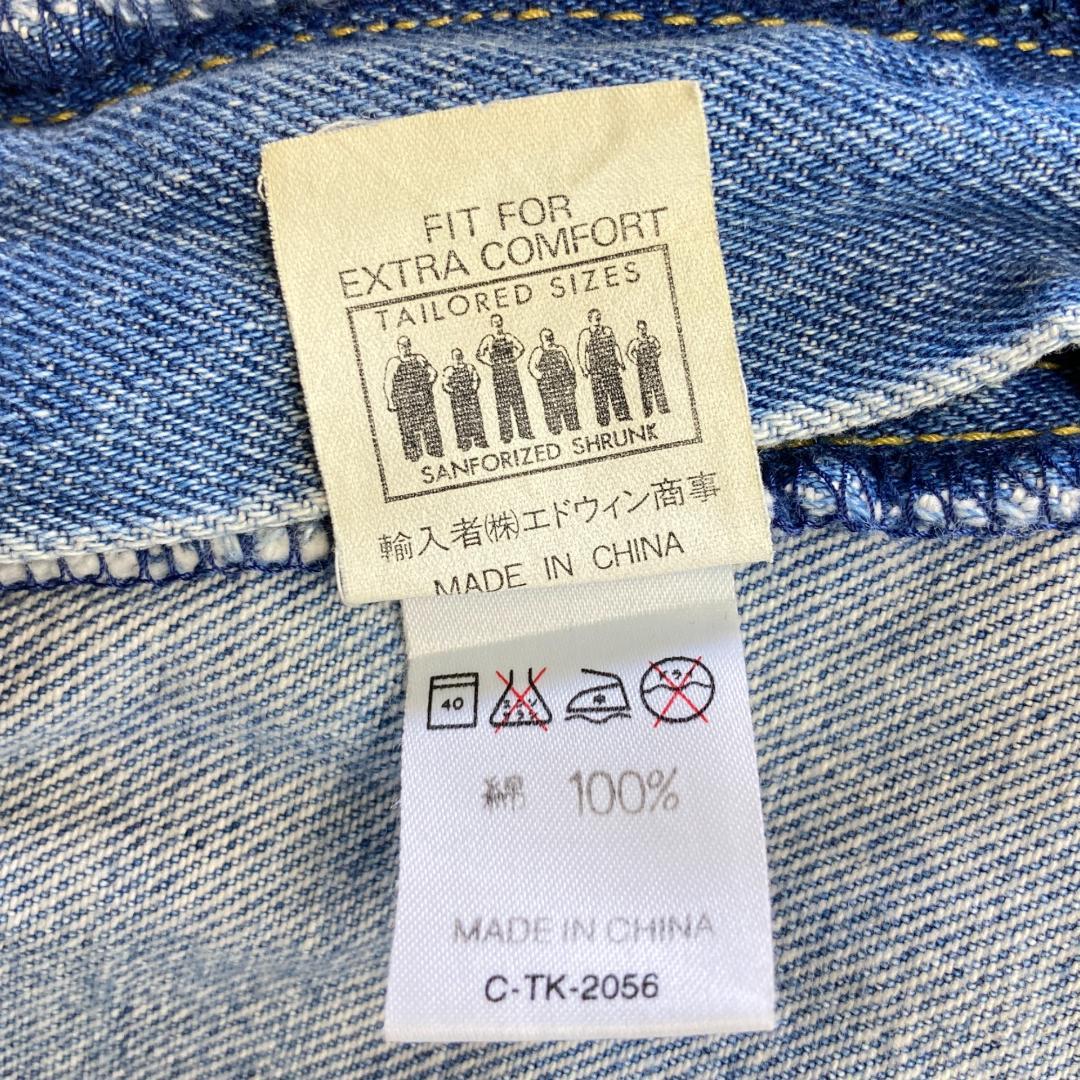 FIT FOR
EXTRA COMFORT
TAILORED SIZES
SANFORIZED SHRUNK
輸入者(株)エドウィン商事
MADE IN CHINA
40
綿 100%
MADE IN CHINA
C-TK-2056